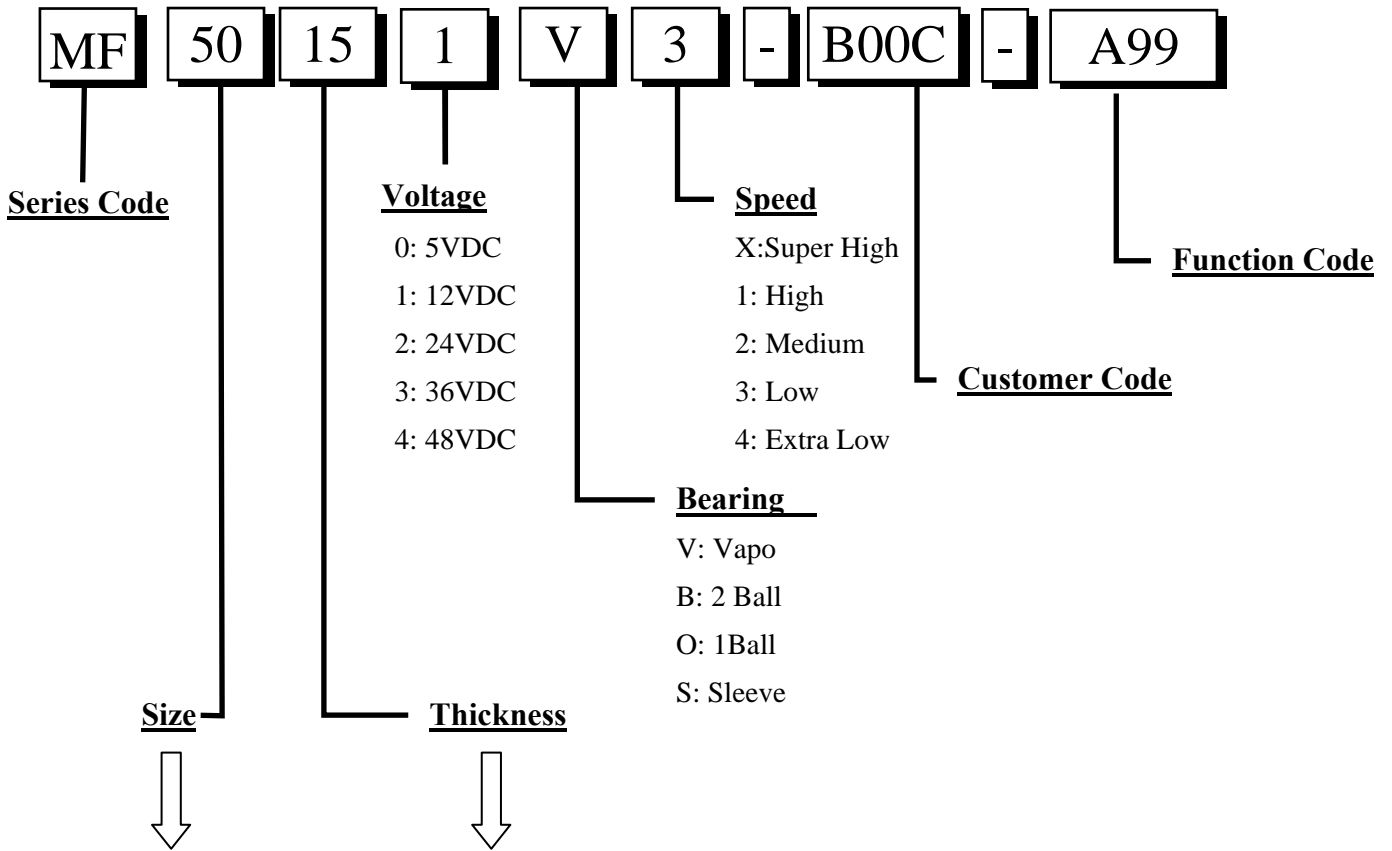 MF 50 15 1 V 3 - B00C - A99
Series Code
Voltage
0: 5VDC
1: 12VDC
2: 24VDC
3: 36VDC
4: 48VDC
Speed
X:Super High
1: High
2: Medium
3: Low
4: Extra Low
Function Code
Customer Code
Bearing
V: Vapo
B: 2 Ball
O: 1Ball
S: Sleeve
Size
Thickness